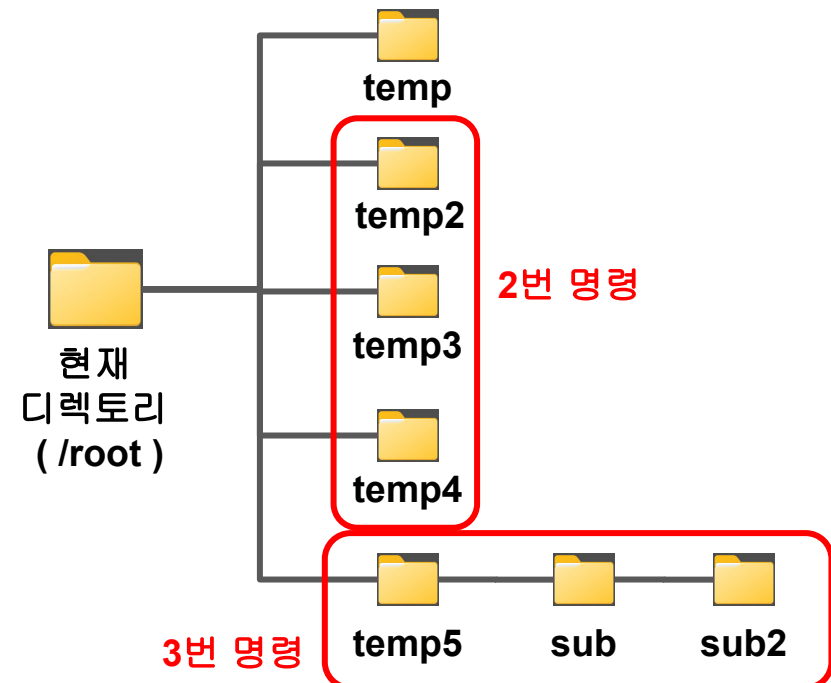 temp
temp2
2번 명령
temp3
현재
디렉토리
( /root )
temp4
3번 명령
temp5
sub
sub2